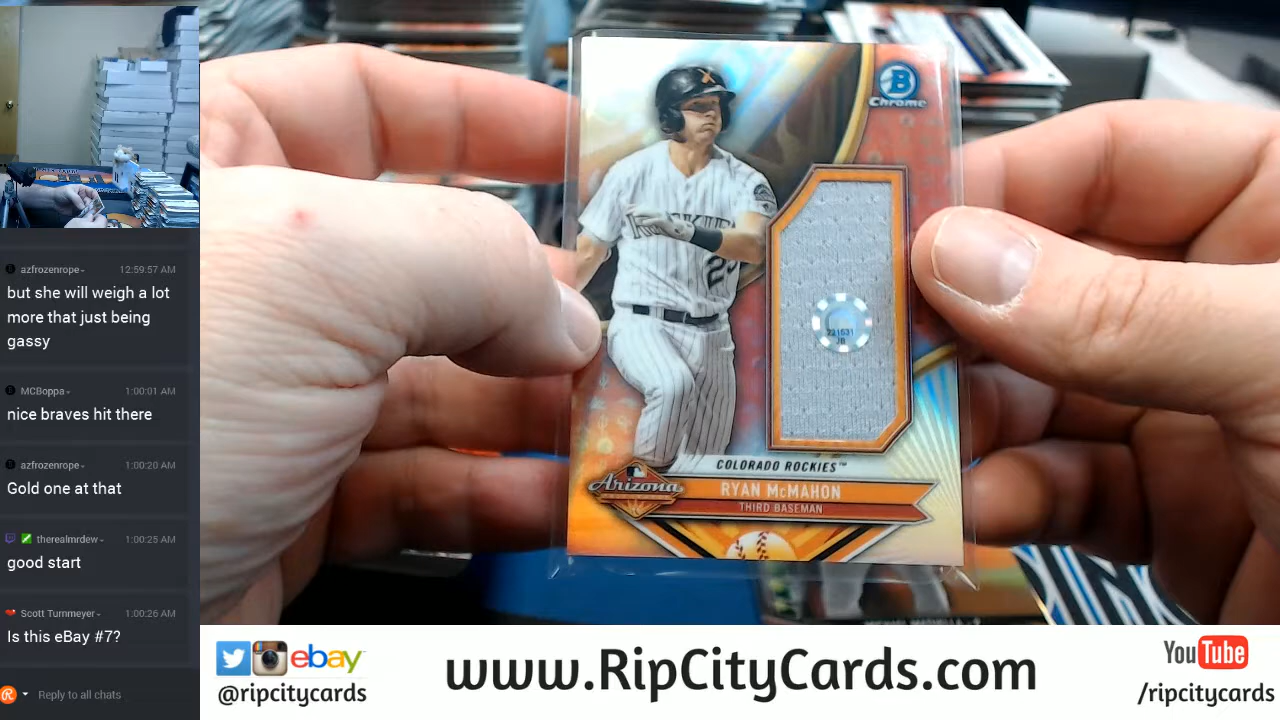 azfrozenrope 12:59:57 AM
but she will weigh a lot
more that just being
gassy
MCBoppa 1:00:01 AM
nice braves hit there
azfrozenrope 1:00:20 AM
Gold one at that
therealmrdew 1:00:25 AM
good start
Scott Turnmeyer 1:00:26 AM
Is this eBay #7?
Reply to all chats
B
Chrome
ROCKIES
COLORADO ROCKIES™
Arizona
RYAN McMAHON
THIRD BASEMAN
ebay
@ripcitycards
www.RipCityCards.com
YouTube
/ripcitycards